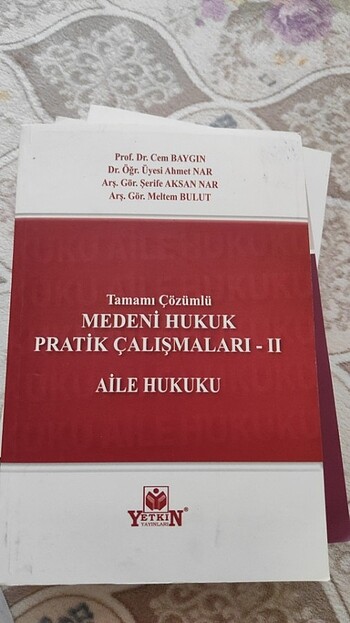 Prof. Dr. Cem BAYGIN
Dr. Öğr. Üyesi Ahmet NAR
Arş. Gör. Şerife AKSAN NAR
Arş. Gör. Meltem BULUT
Tamamı Çözümlü
MEDENİ HUKUK
PRATİK ÇALIŞMALARI - II
AİLE HUKUKU
YETKİN®
YAYINLARI